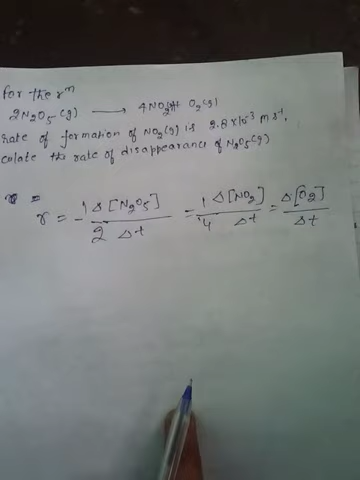 For the rxn
2N2O5(g) ⟶ 4NO2 + O2(g)
rate of formation of NO2(g) is 2.8×10⁻³ M s⁻¹.
culate the rate of disappearance of N2O5(g)
r =
r = -1/2 Δ[N2O5]/Δt = 1/4 Δ[NO2]/Δt = Δ[O2]/Δt